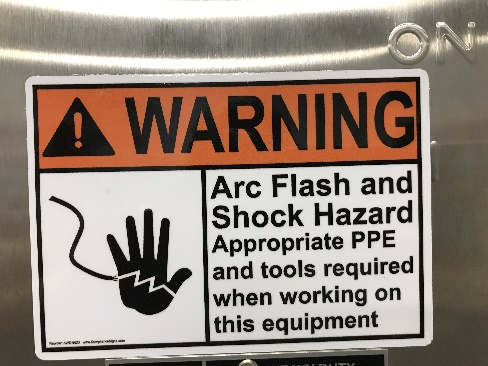 ON
WARNING
Arc Flash and
Shock Hazard
Appropriate PPE
and tools required
when working on
this equipment